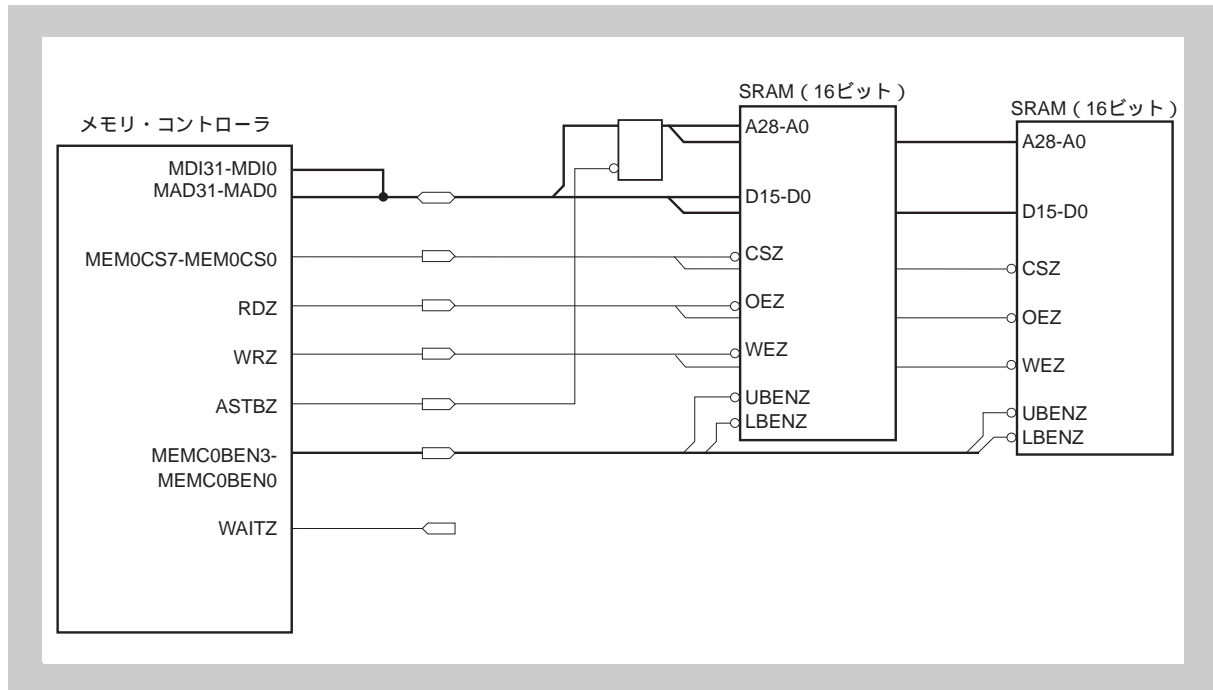 メモリ・コントローラ
MDI31-MDI0
MAD31-MAD0
MEM0CS7-MEM0CS0
RDZ
WRZ
ASTBZ
MEMC0BEN3-
MEMC0BEN0
WAITZ
SRAM（16ビット）
A28-A0
D15-D0
CSZ
OEZ
WEZ
UBENZ
LBENZ
SRAM（16ビット）
A28-A0
D15-D0
CSZ
OEZ
WEZ
UBENZ
LBENZ